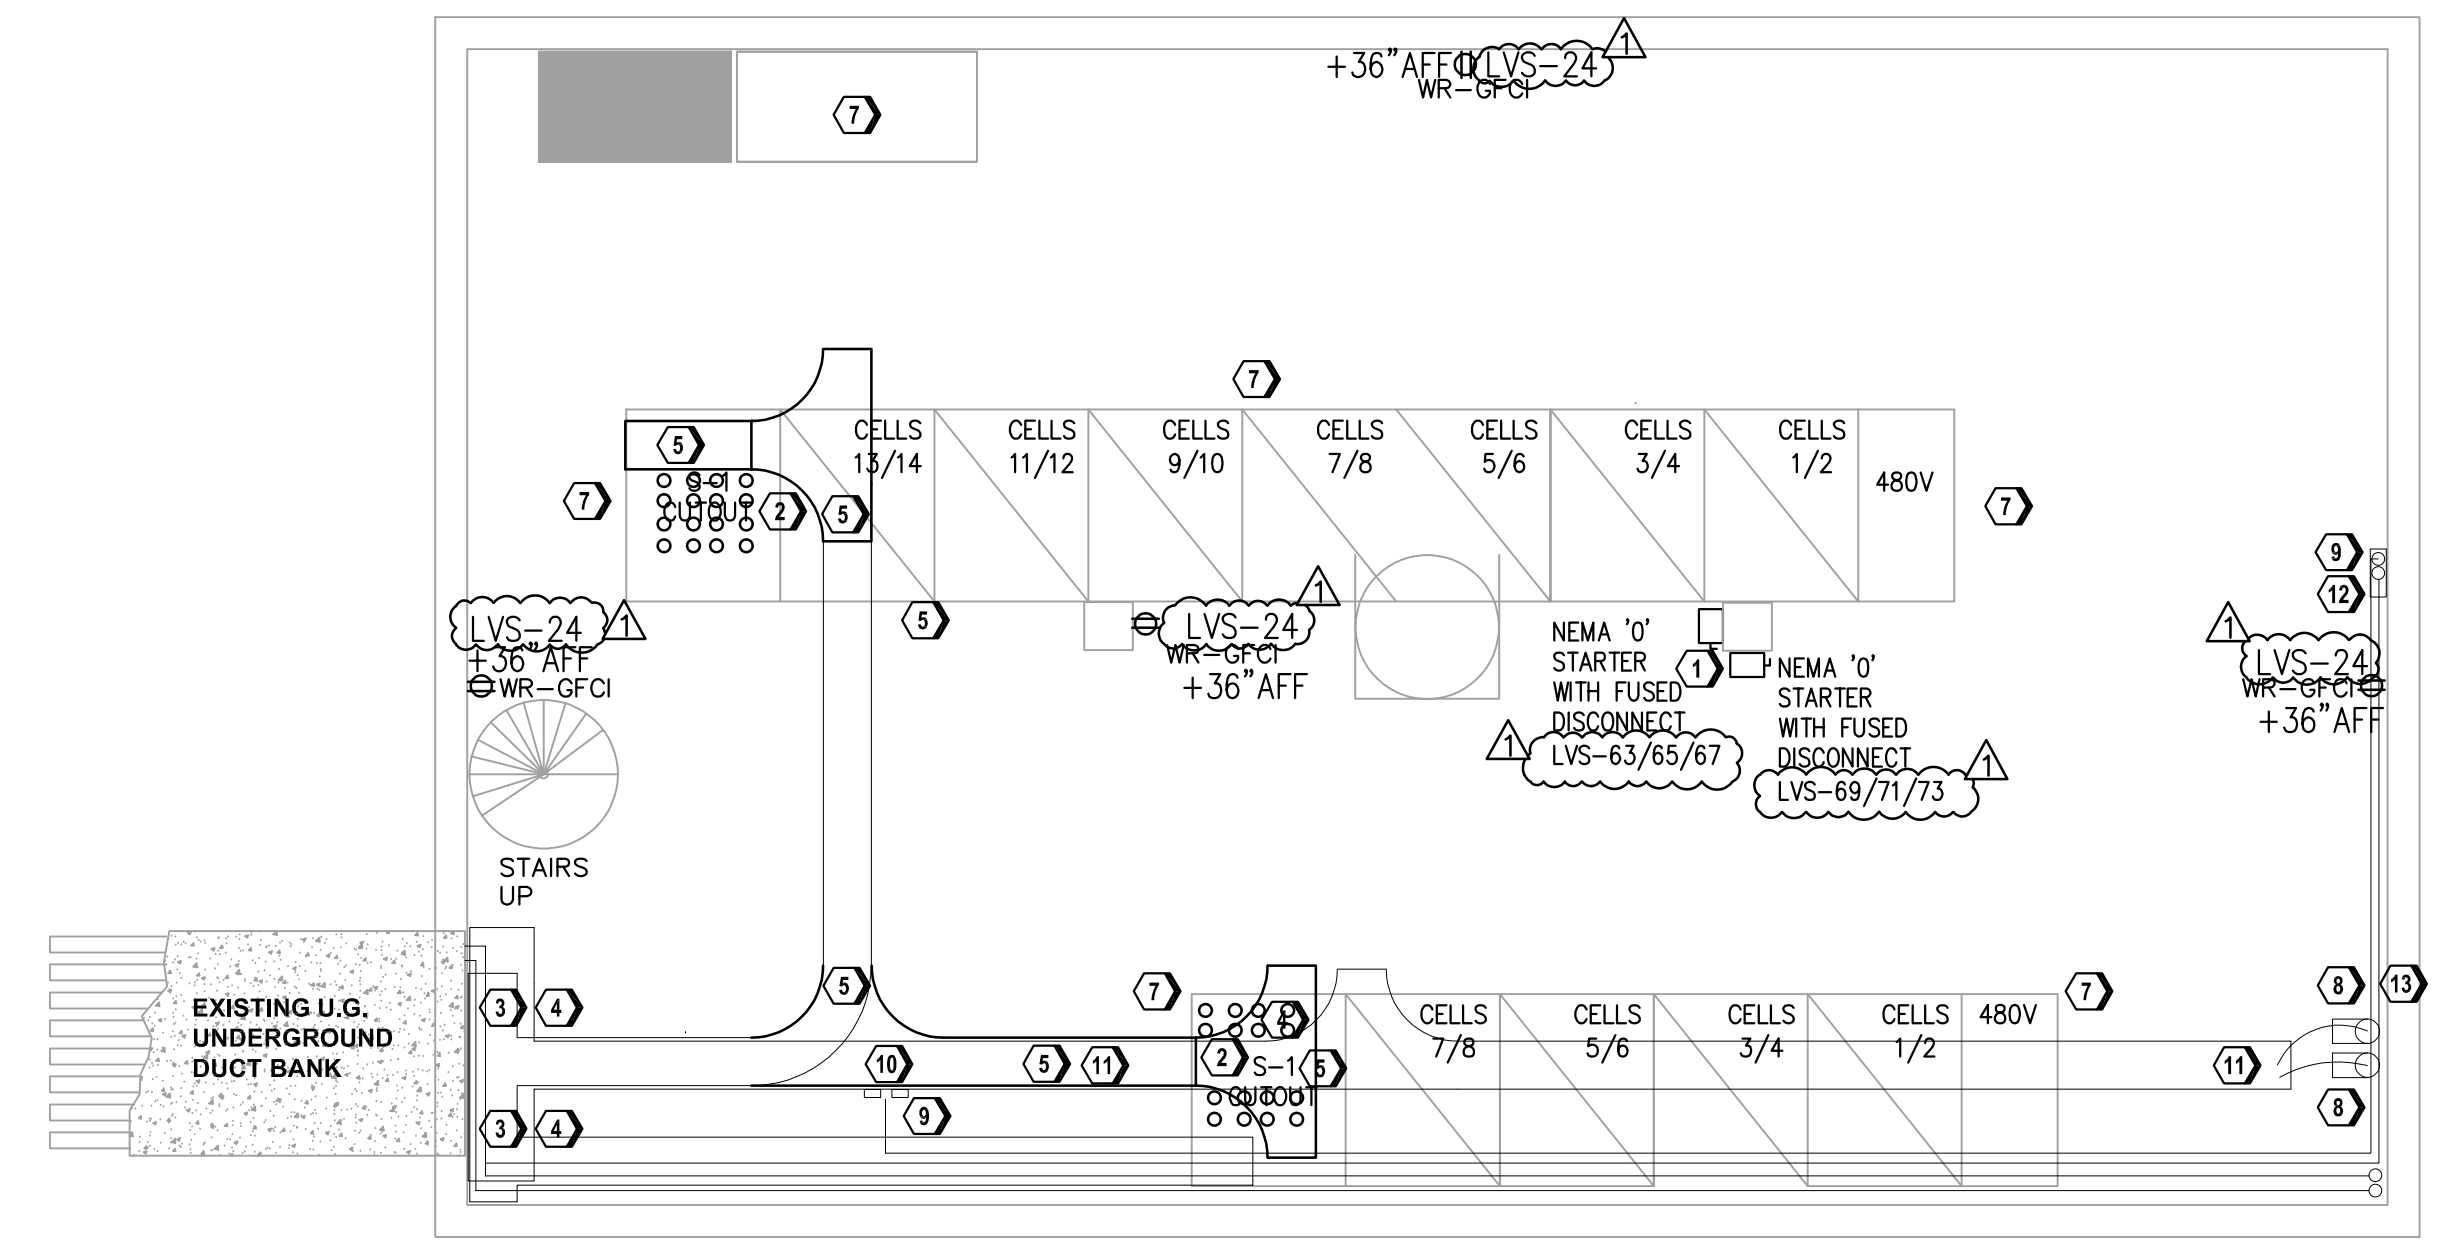 +36"AFF LVS-24
WR-GFCI
1
7
7
CELLS
13/14
CELLS
11/12
CELLS
9/10
CELLS
7/8
CELLS
5/6
CELLS
3/4
CELLS
1/2
480V
5
S-1
CUTOUT
7
2
5
7
9
12
5
LVS-24
1
+36"AFF
WR-GFCI
LVS-24
1
WR-GFCI
+36"AFF
NEMA '0'
STARTER
WITH FUSED
DISCONNECT
LVS-63/65/67
1
1
NEMA '0'
STARTER
WITH FUSED
DISCONNECT
LVS-69/71/73
1
1
LVS-24
WR-GFCI
+36"AFF
STAIRS
UP
EXISTING U.G.
UNDERGROUND
DUCT BANK
3
4
3
4
5
7
4
CELLS
7/8
CELLS
5/6
CELLS
3/4
CELLS
1/2
480V
7
8
13
10
5
11
2
S-1
CUTOUT
5
11
9
8